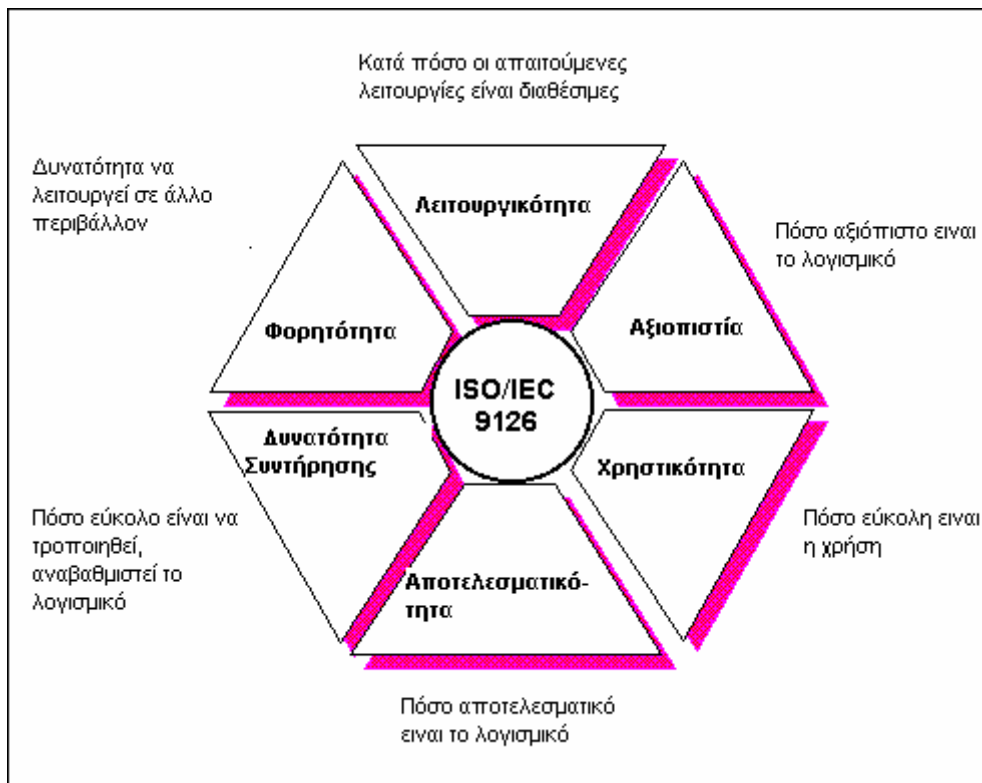 Κατά πόσο οι απαιτούμενες
λειτουργίες είναι διαθέσιμες
Δυνατότητα να
λειτουργεί σε άλλο
περιβάλλον
Λειτουργικότητα
Πόσο αξιόπιστο ειναι
το λογισμικό
Φορητότητα
Αξιοπιστία
ISO/IEC
9126
Δυνατότητα
Συντήρησης
Χρηστικότητα
Πόσο εύκολο είναι να
τροποιηθεί,
αναβαθμιστεί το
λογισμικό
Πόσο εύκολη ειναι
η χρήση
Αποτελεσματικό-
τητα
Πόσο αποτελεσματικό
ειναι το λογισμικό